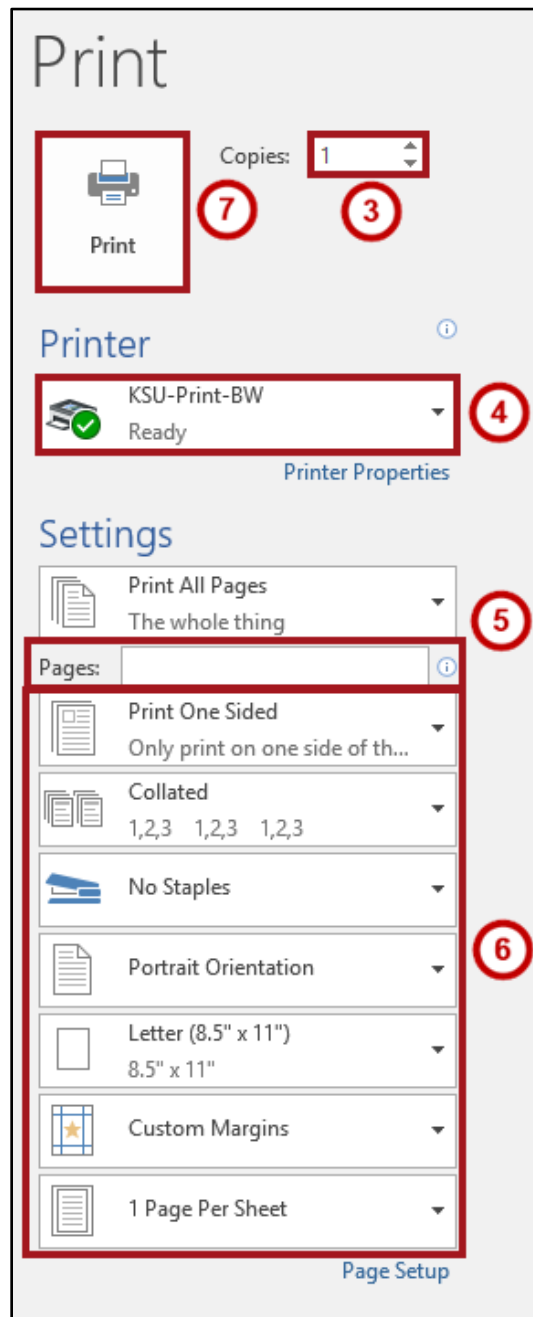 Print
Copies: 1
7
3
Print
Printer
KSU-Print-BW
Ready
4
Printer Properties
Settings
Print All Pages
The whole thing
5
Pages:
Print One Sided
Only print on one side of th...
Collated
1,2,3 1,2,3 1,2,3
No Staples
6
Portrait Orientation
Letter (8.5" x 11")
8.5" x 11"
Custom Margins
1 Page Per Sheet
Page Setup